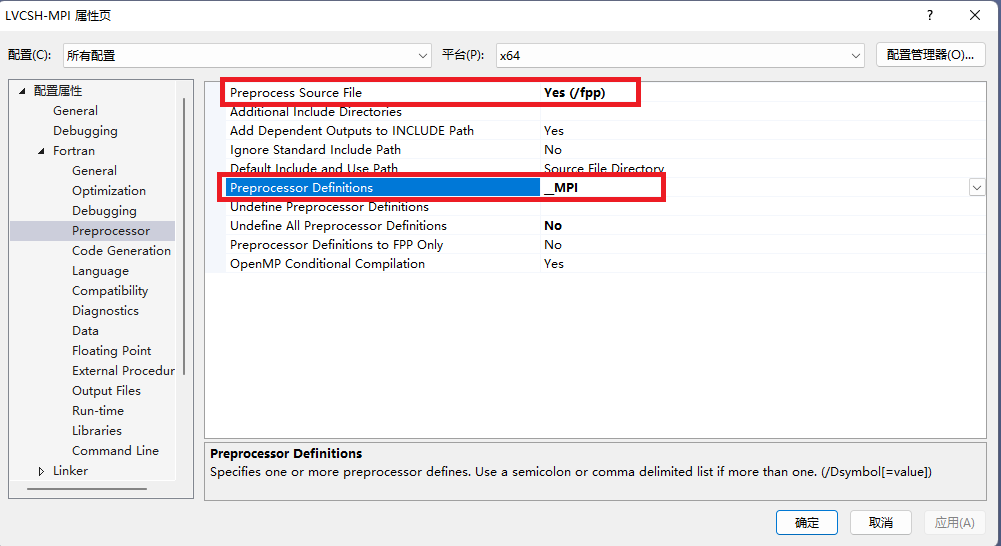 LVCSH-MPI 属性页
配置(C): 所有配置 平台(P): x64 配置管理器(O)...
配置属性
General
Debugging
Fortran
General
Optimization
Debugging
Preprocessor
Code Generation
Language
Compatibility
Diagnostics
Data
Floating Point
External Procedur
Output Files
Run-time
Libraries
Command Line
Linker
Preprocess Source File Yes (/fpp)
Additional Include Directories
Add Dependent Outputs to INCLUDE Path Yes
Ignore Standard Include Path No
Default Include and Use Path Source File Directory
Preprocessor Definitions __MPI
Undefine Preprocessor Definitions
Undefine All Preprocessor Definitions No
Preprocessor Definitions to FPP Only No
OpenMP Conditional Compilation Yes
Preprocessor Definitions
Specifies one or more preprocessor defines. Use a semicolon or comma delimited list if more than one. (/Dsymbol[=value])
确定 取消 应用(A)